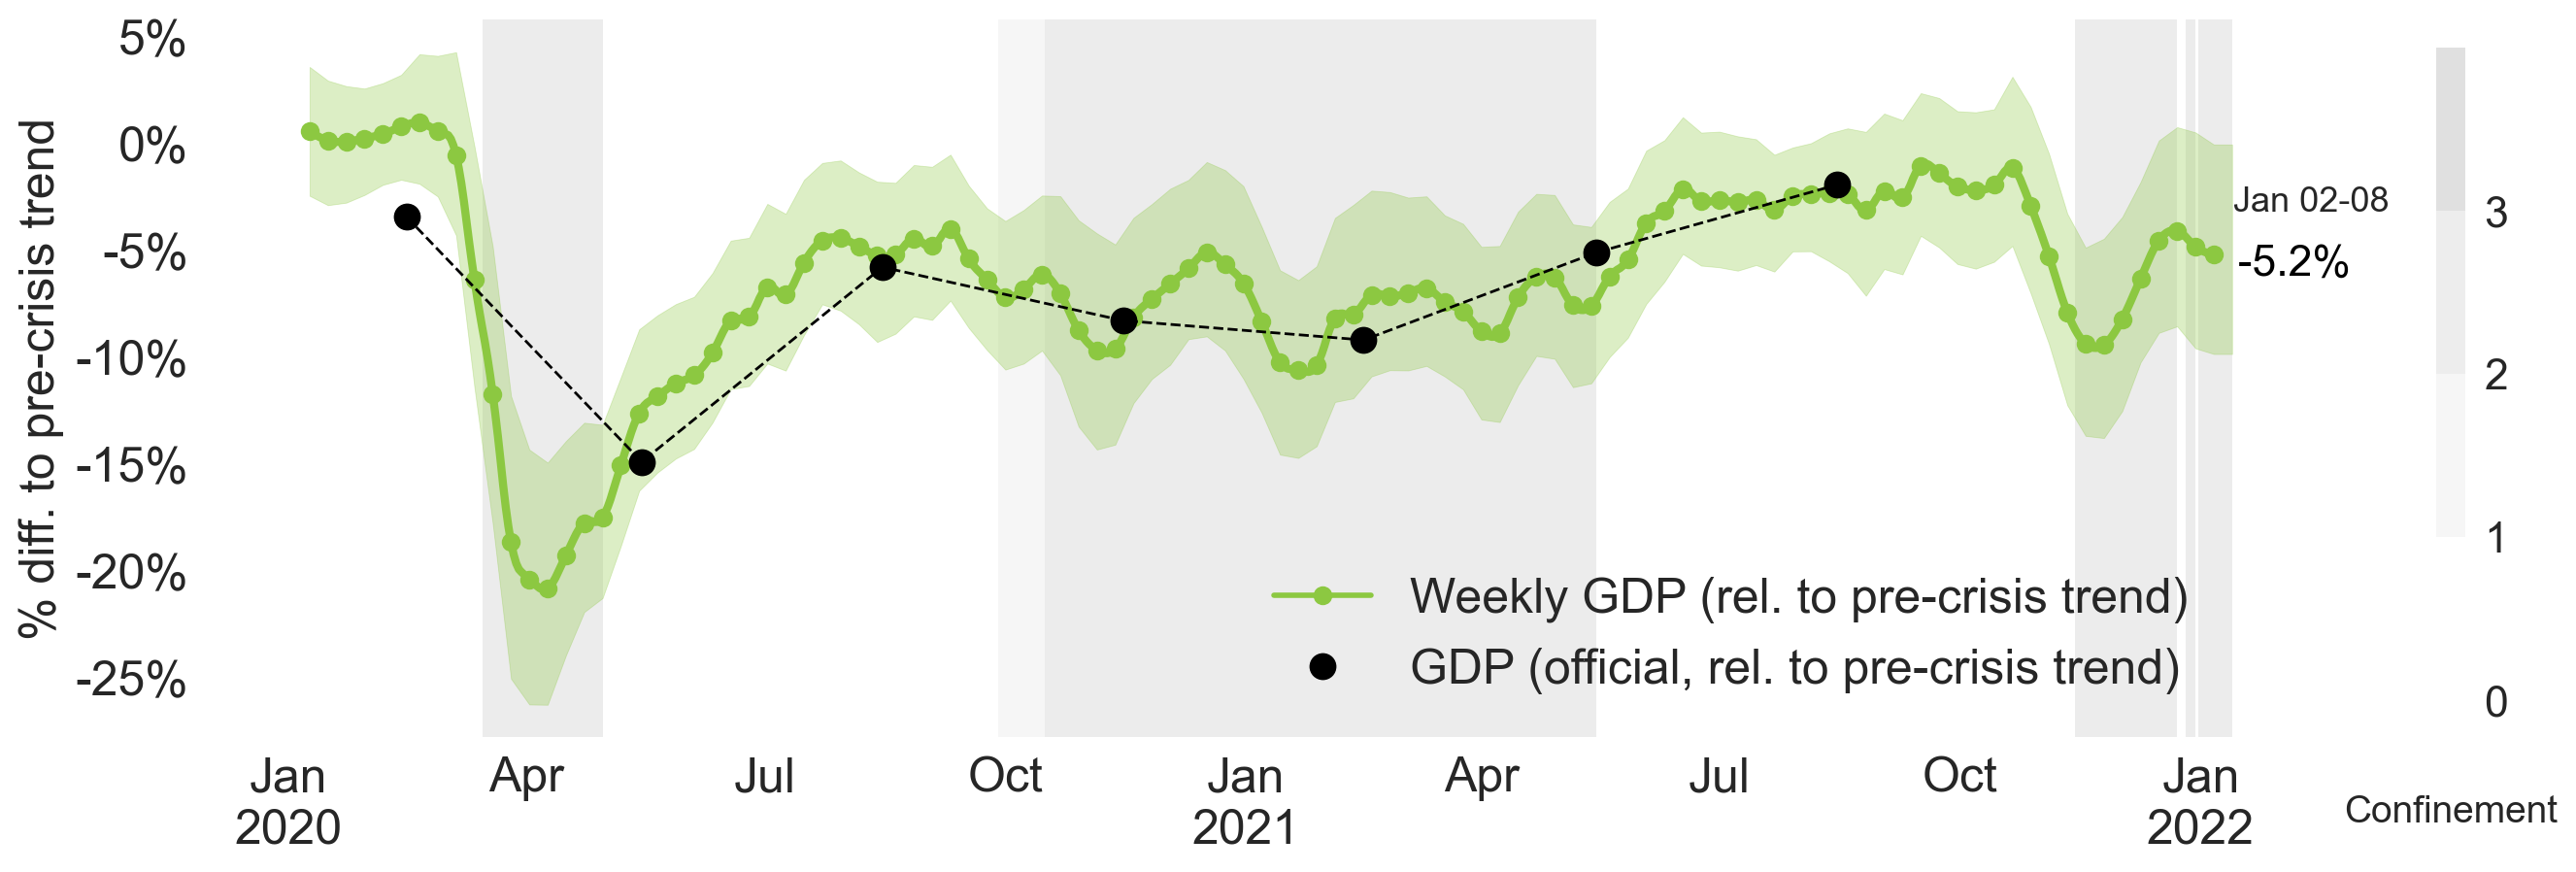 % diff. to pre-crisis trend
5%
0%
-5%
-10%
-15%
-20%
-25%
Jan 02-08
-5.2%
Weekly GDP (rel. to pre-crisis trend)
GDP (official, rel. to pre-crisis trend)
Jan Apr Jul Oct Jan Apr Jul Oct Jan
2020 2021 2022
3
2
1
0
Confinement